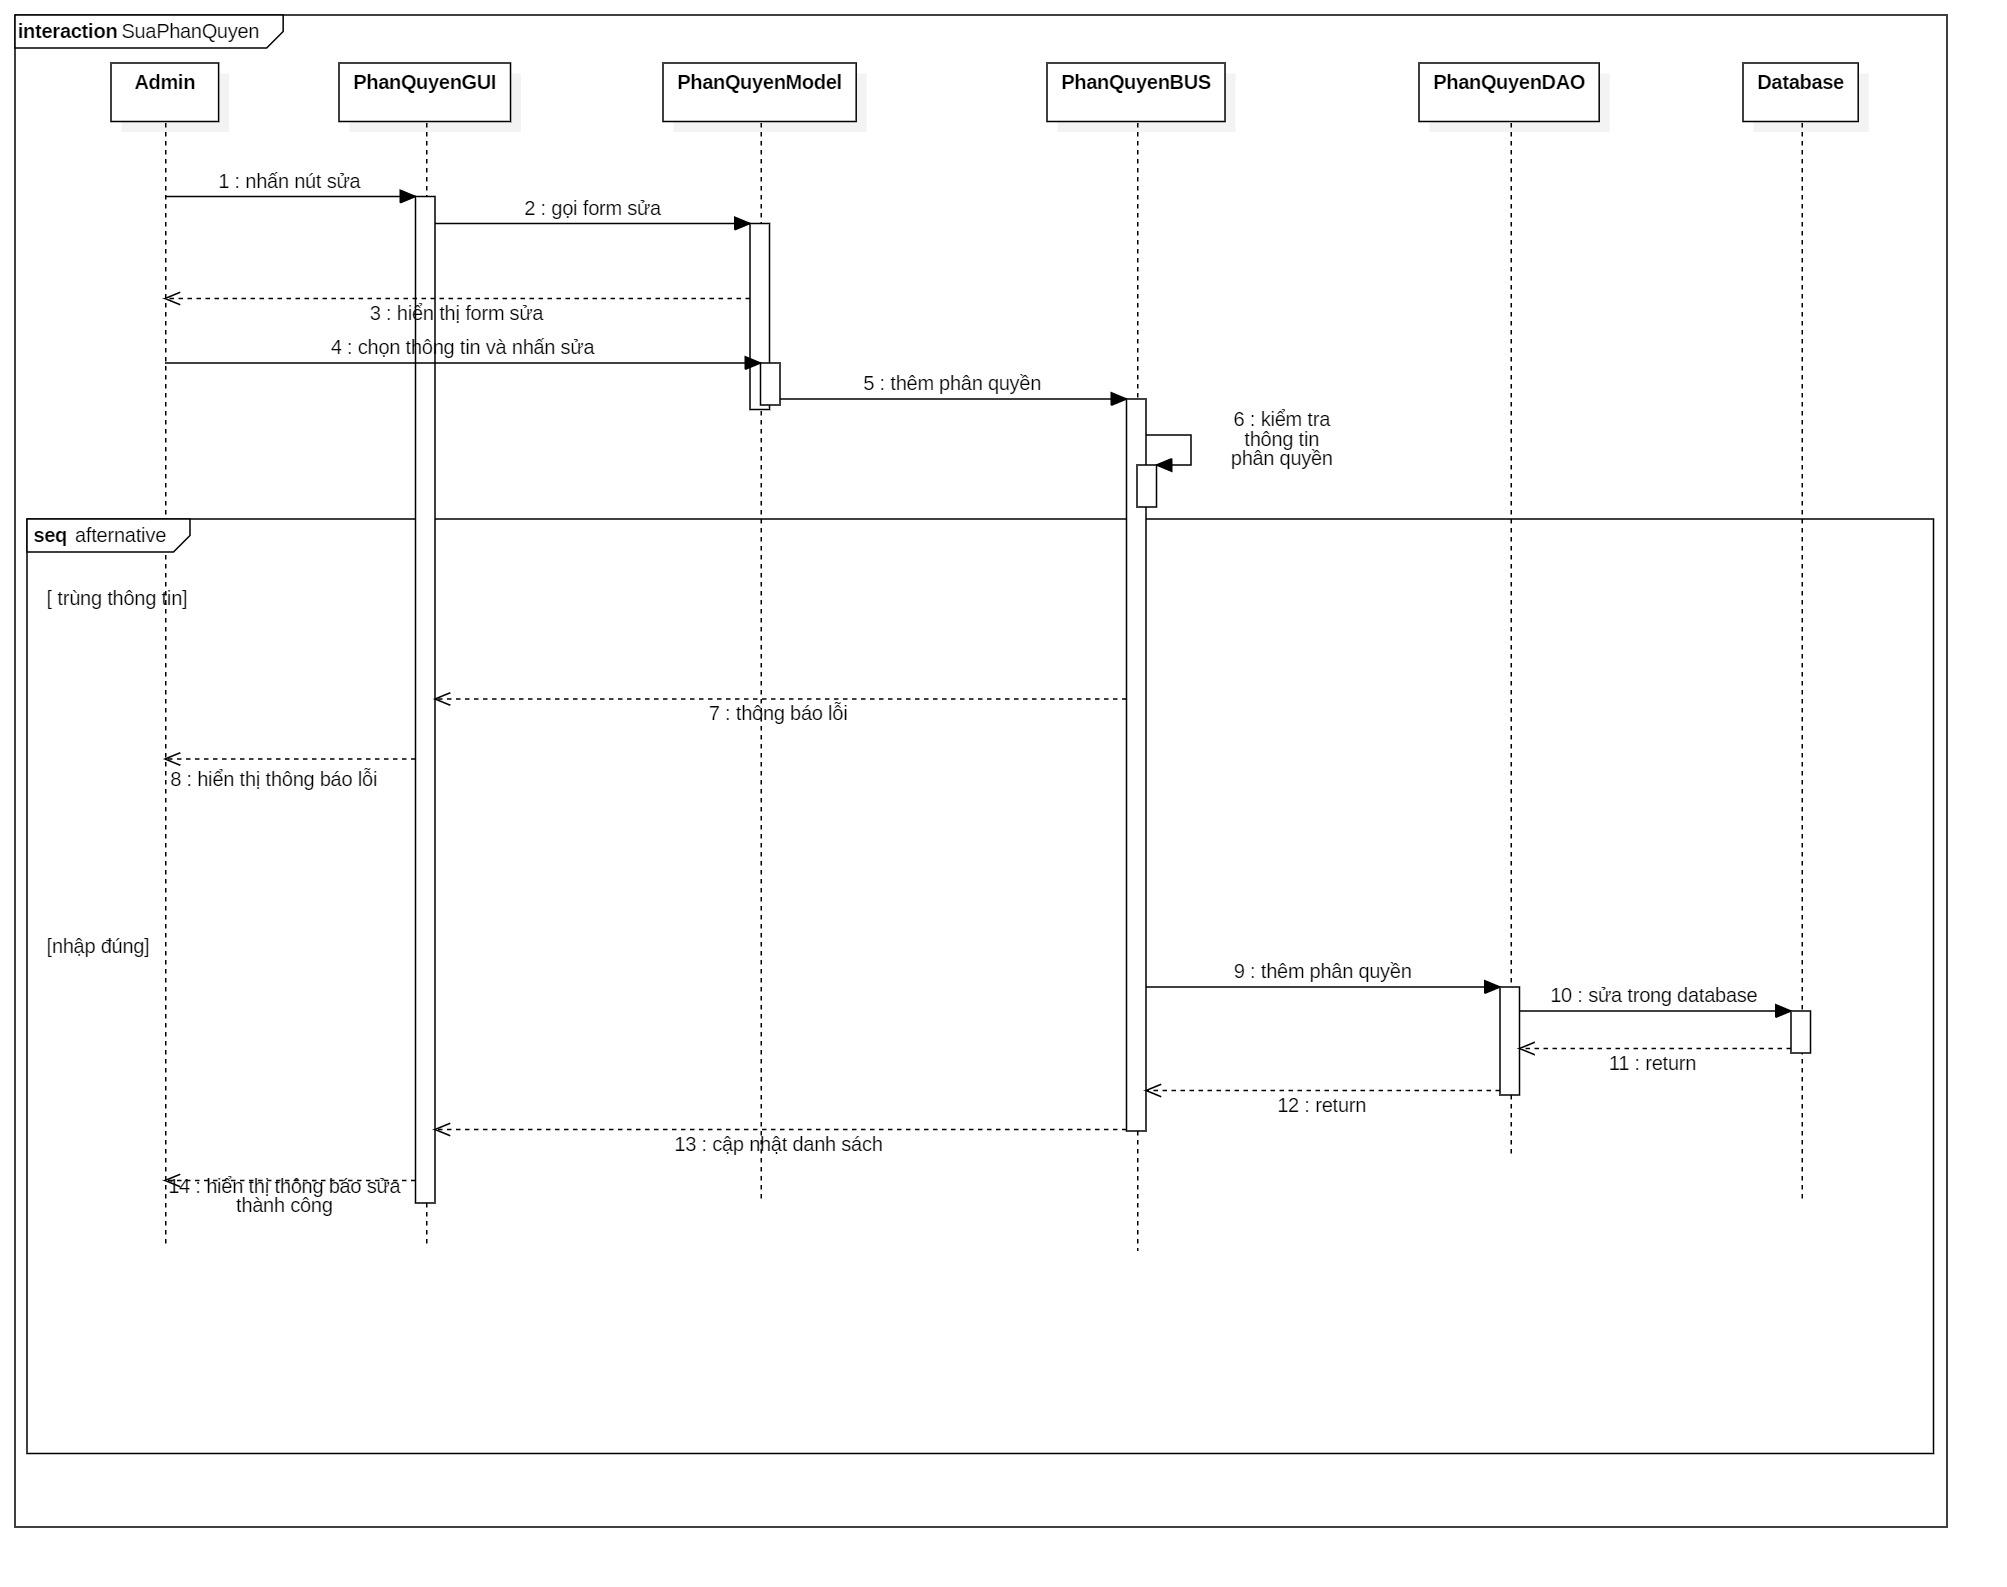 interaction SuaPhanQuyen
Admin
PhanQuyenGUI
PhanQuyenModel
PhanQuyenBUS
PhanQuyenDAO
Database
1 : nhấn nút sửa
2 : gọi form sửa
3 : hiển thị form sửa
4 : chọn thông tin và nhấn sửa
5 : thêm phân quyền
6 : kiểm tra
thông tin
phân quyền
seq afternative
[ trùng thông tin]
7 : thông báo lỗi
8 : hiển thị thông báo lỗi
[nhập đúng]
9 : thêm phân quyền
10 : sửa trong database
11 : return
12 : return
13 : cập nhật danh sách
14 : hiển thị thông báo sửa
thành công